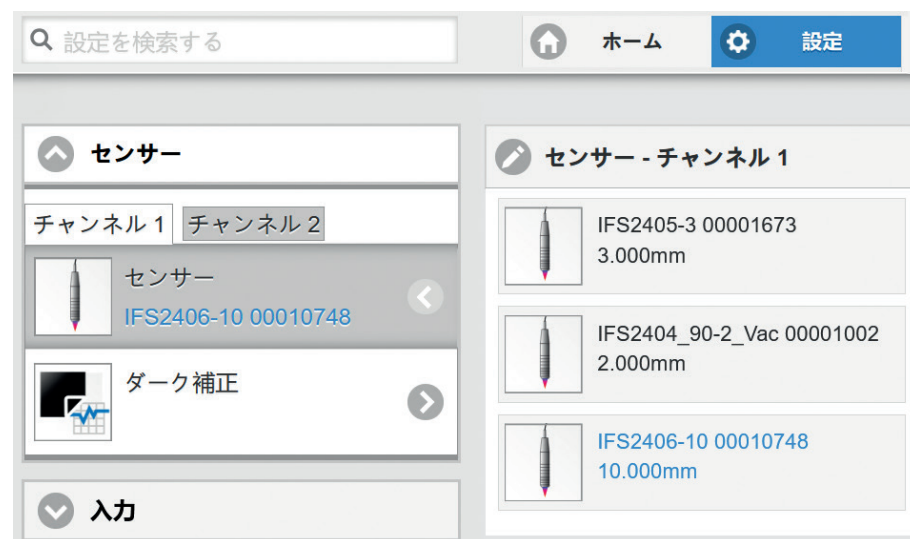 設定を検索する
ホーム
設定
センサー
チャンネル 1
チャンネル 2
センサー
IFS2406-10 00010748
ダーク補正
入力
センサー - チャンネル 1
IFS2405-3 00001673
3.000mm
IFS2404_90-2_Vac 00001002
2.000mm
IFS2406-10 00010748
10.000mm